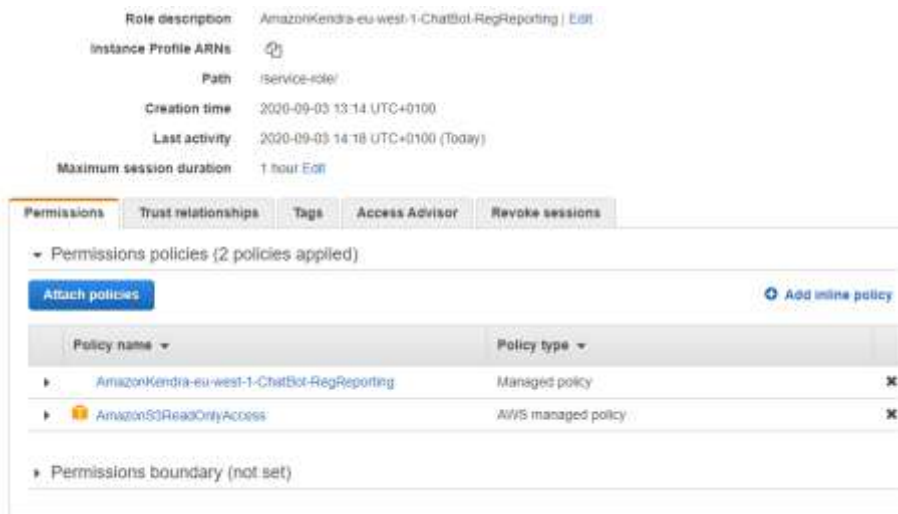 Role description AmazonKendra-eu-west-1-ChatBot-RegReporting | Edit
Instance Profile ARNs
Path /service-role/
Creation time 2020-09-03 13:14 UTC+0100
Last activity 2020-09-03 14:18 UTC+0100 (Today)
Maximum session duration 1 hour Edit
Permissions Trust relationships Tags Access Advisor Revoke sessions
Permissions policies (2 policies applied)
Attach policies Add inline policy
Policy name Policy type
AmazonKendra-eu-west-1-ChatBot-RegReporting Managed policy
AmazonS3ReadOnlyAccess AWS managed policy
Permissions boundary (not set)